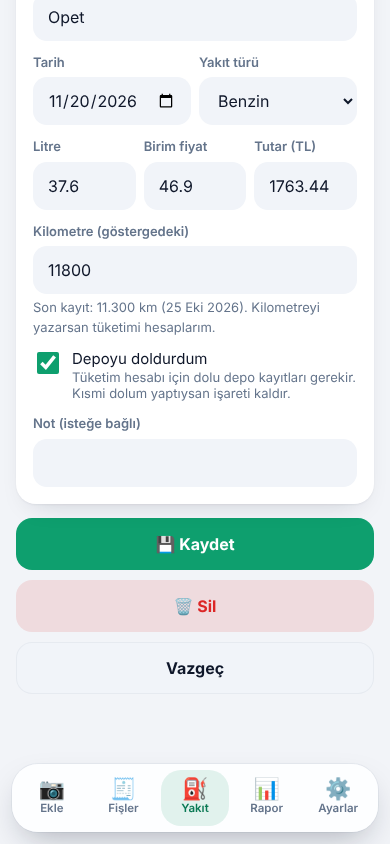 Opet
Tarih
Yakıt türü
11/20/2026
Benzin
Litre
Birim fiyat
Tutar (TL)
37.6
46.9
1763.44
Kilometre (göstergedeki)
11800
Son kayıt: 11.300 km (25 Eki 2026). Kilometreyi
yazarsan tüketimi hesaplarım.
Depoyu doldurdum
Tüketim hesabı için dolu depo kayıtları gerekir.
Kısmi dolum yaptıysan işareti kaldır.
Not (isteğe bağlı)
Kaydet
Sil
Vazgeç
Ekle
Fişler
Yakıt
Rapor
Ayarlar